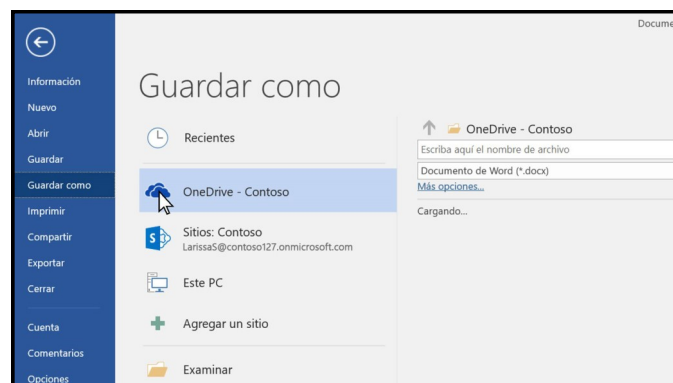 Docume
Información
Nuevo
Abrir
Guardar
Guardar como
Imprimir
Compartir
Exportar
Cerrar
Cuenta
Comentarios
Opciones
Guardar como
Recientes
OneDrive - Contoso
Sitios: Contoso
LarissaS@contoso127.onmicrosoft.com
Este PC
Agregar un sitio
Examinar
OneDrive - Contoso
Escriba aquí el nombre de archivo
Documento de Word (*.docx)
Más opciones...
Cargando...